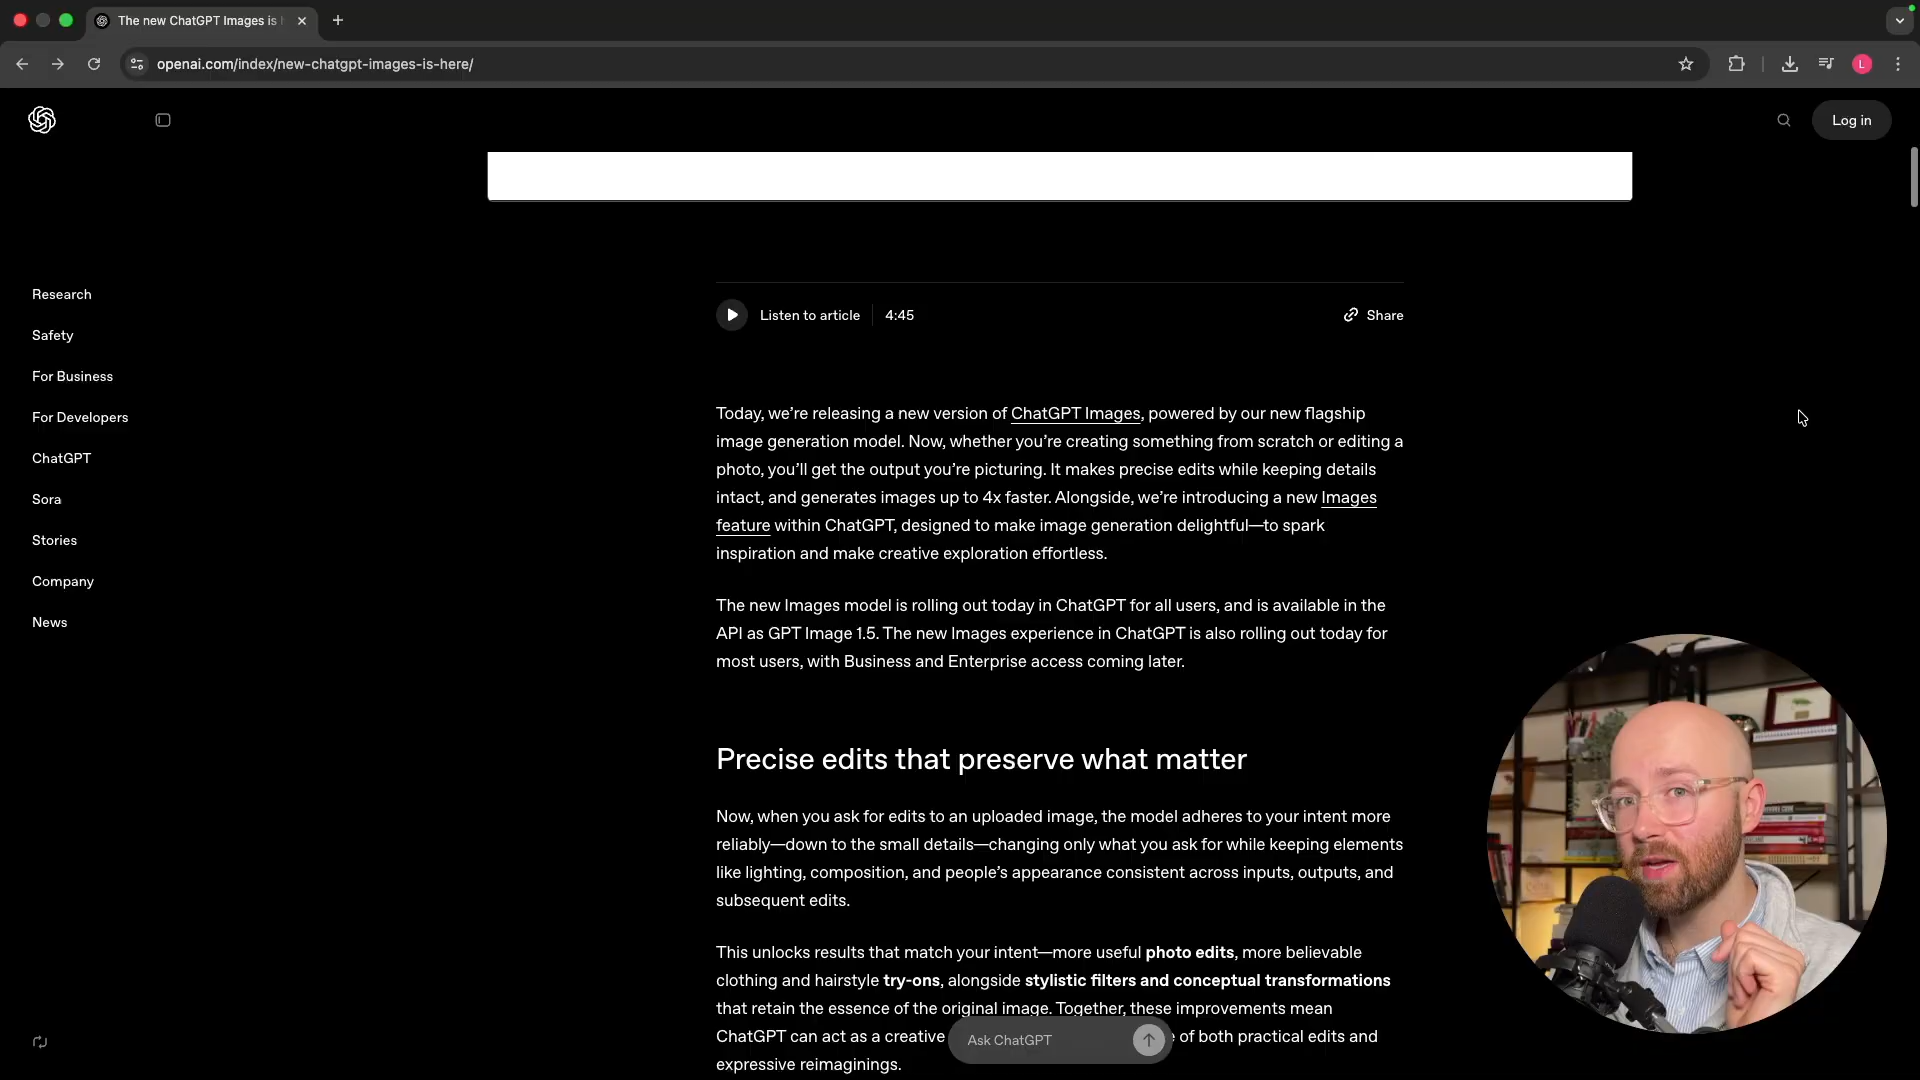 The new ChatGPT Images is
openai.com/index/new-chatgpt-images-is-here/
L
Log in
Research
Safety
For Business
For Developers
ChatGPT
Sora
Stories
Company
News
Listen to article
4:45
Share
Today, we're releasing a new version of ChatGPT Images, powered by our new flagship
image generation model. Now, whether you're creating something from scratch or editing a
photo, you'll get the output you're picturing. It makes precise edits while keeping details
intact, and generates images up to 4x faster. Alongside, we're introducing a new Images
feature within ChatGPT, designed to make image generation delightful—to spark
inspiration and make creative exploration effortless.
The new Images model is rolling out today in ChatGPT for all users, and is available in the
API as GPT Image 1.5. The new Images experience in ChatGPT is also rolling out today for
most users, with Business and Enterprise access coming later.
Precise edits that preserve what matter
Now, when you ask for edits to an uploaded image, the model adheres to your intent more
reliably—down to the small details—changing only what you ask for while keeping elements
like lighting, composition, and people's appearance consistent across inputs, outputs, and
subsequent edits.
This unlocks results that match your intent—more useful photo edits, more believable
clothing and hairstyle try-ons, alongside stylistic filters and conceptual transformations
that retain the essence of the original image. Together, these improvements mean
ChatGPT can act as a creative of both practical edits and
Ask ChatGPT
expressive reimaginings.